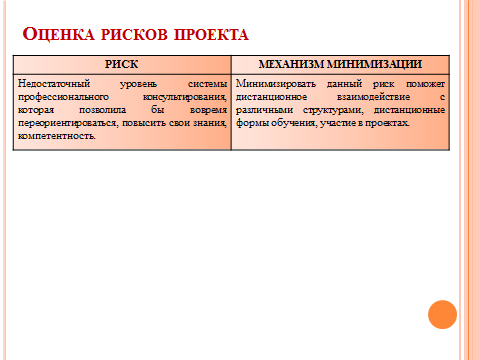 Оценка рисков проекта
РИСК
МЕХАНИЗМ МИНИМИЗАЦИИ
Недостаточный уровень системы
профессионального консультирования,
которая позволила бы вовремя
переориентироваться, повысить свои знания,
компетентность.
Минимизировать данный риск поможет
дистанционное взаимодействие с
различными структурами, дистанционные
формы обучения, участие в проектах.